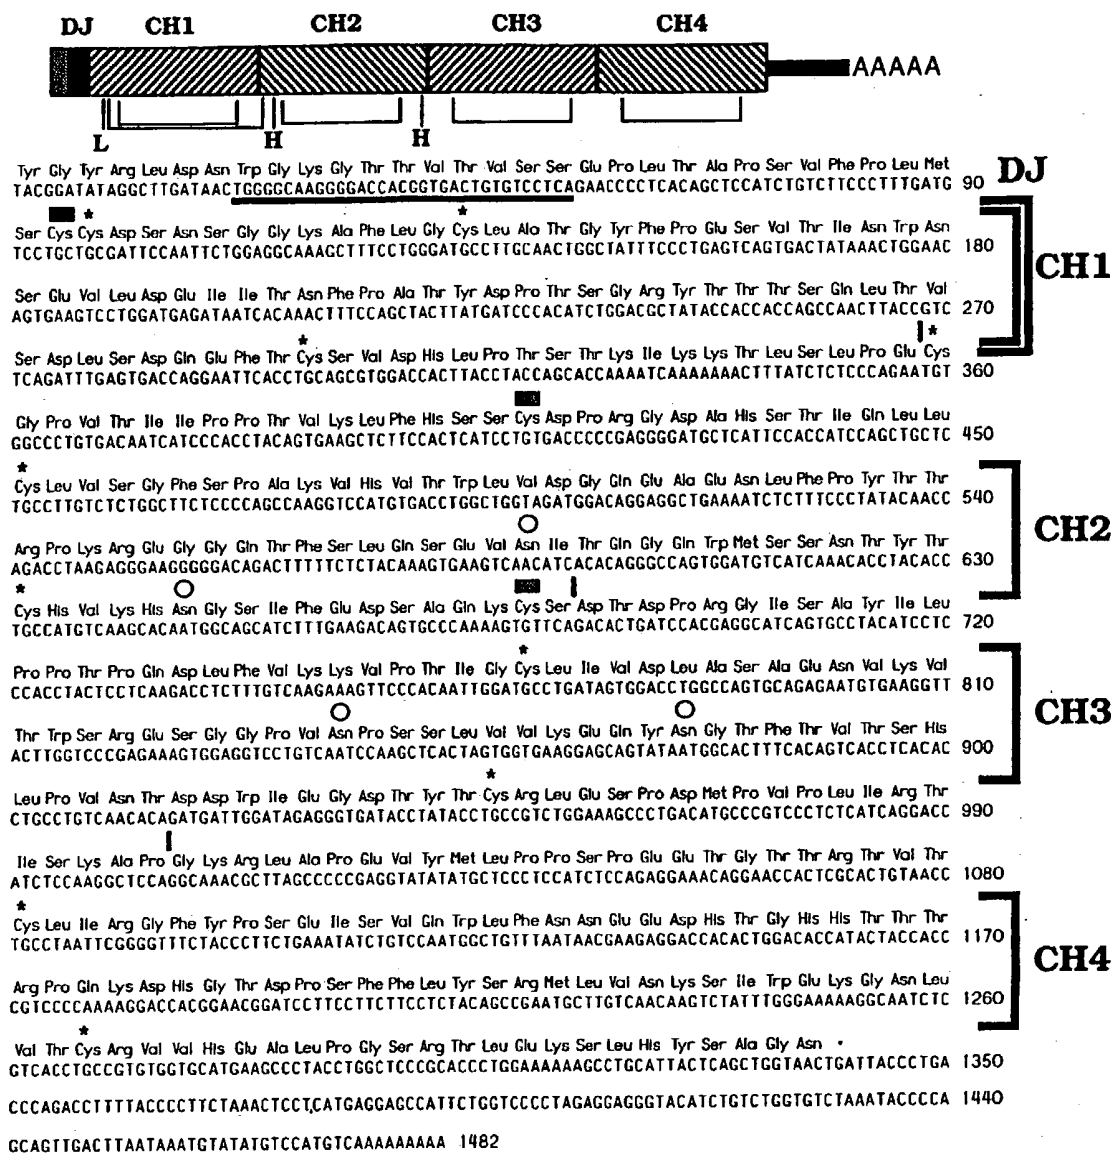 DJ CH1 CH2 CH3 CH4
AAAAA
L H H
Tyr Gly Tyr Arg Leu Asp Asn Trp Gly Lys Gly Thr Thr Val Thr Val Ser Ser Glu Pro Leu Thr Ala Pro Ser Val Phe Pro Leu Met
DJ
TACGGATATAGGCTTGATAACTGGGGCAAGGGGACCACGGTGACTGTGTCCTCAGAACCCCTCACAGCTCCATCTGTCTTCCCTTTGATG 90
* *
Ser Cys Cys Asp Ser Asn Ser Gly Gly Lys Ala Phe Leu Gly Cys Leu Ala Thr Gly Tyr Phe Pro Glu Ser Val Thr Ile Asn Trp Asn
TCCTGCTGCGATTCCAATTCTGGAGGCAAAGCTTTCCTGGGATGCCTTGCAACTGGCTATTTCCCTGAGTCAGTGACTATAAACTGGAAC 180
CH1
Ser Glu Val Leu Asp Glu Ile Ile Thr Asn Phe Pro Ala Thr Tyr Asp Pro Thr Ser Gly Arg Tyr Thr Thr Thr Ser Gln Leu Thr Val
AGTGAAGTCCTGGATGAGATAATCACAAACTTTCCAGCTACTTATGATCCCACATCTGGACGCTATACCACCACCAGCCAACTTACCGTC 270
* *
Ser Asp Leu Ser Asp Gln Glu Phe Thr Cys Ser Val Asp His Leu Pro Thr Ser Thr Lys Ile Lys Lys Thr Leu Ser Leu Pro Glu Cys
TCAGATTTGAGTGACCAGGAATTCACCTGCAGCGTGGACCACTTACCTACCAGCACCAAAATCAAAAAAACTTTATCTCTCCCAGAATGT 360
Gly Pro Val Thr Ile Ile Pro Pro Thr Val Lys Leu Phe His Ser Ser Cys Asp Pro Arg Gly Asp Ala His Ser Thr Ile Gln Leu Leu
GGCCCTGTGACAATCATCCCACCTACAGTGAAGCTCTTCCACTCATCCTGTGACCCCCGAGGGGATGCTCATTCCACCATCCAGCTGCTC 450
*
Cys Leu Val Ser Gly Phe Ser Pro Ala Lys Val His Val Thr Trp Leu Val Asp Gly Gln Glu Ala Glu Asn Leu Phe Pro Tyr Thr Thr
TGCCTTGTCTCTGGCTTCTCCCCAGCCAAGGTCCATGTGACCTGGCTGGTAGATGGACAGGAGGCTGAAAATCTCTTTCCCTATACAACC 540
CH2
Arg Pro Lys Arg Glu Gly Gly Gln Thr Phe Ser Leu Gln Ser Glu Val Asn Ile Thr Gln Gly Gln Trp Met Ser Ser Asn Thr Tyr Thr
AGACCTAAGAGGGAAGGGGGACAGACTTTTTCTCTACAAAGTGAAGTCAACATCACACAGGGCCAGTGGATGTCATCAAACACCTACACC 630
*
Cys His Val Lys His Asn Gly Ser Ile Phe Glu Asp Ser Ala Gln Lys Cys Ser Asp Thr Asp Pro Arg Gly Ile Ser Ala Tyr Ile Leu
TGCCATGTCAAGCACAATGGCAGCATCTTTGAAGACAGTGCCCAAAAGTGTTCAGACACTGATCCACGAGGCATCAGTGCCTACATCCTC 720
*
Pro Pro Thr Pro Gln Asp Leu Phe Val Lys Lys Val Pro Thr Ile Gly Cys Leu Ile Val Asp Leu Ala Ser Ala Glu Asn Val Lys Val
CCACCTACTCCTCAAGACCTCTTTGTCAAGAAAGTTCCCACAATTGGATGCCTGATAGTGGACCTGGCCAGTGCAGAGAATGTGAAGGTT 810
CH3
Thr Trp Ser Arg Glu Ser Gly Gly Pro Val Asn Pro Ser Ser Leu Val Val Lys Glu Gln Tyr Asn Gly Thr Phe Thr Val Thr Ser His
ACTTGGTCCCGAGAAAGTGGAGGTCCTGTCAATCCAAGCTCACTAGTGGTGAAGGAGCAGTATAATGGCACTTTCACAGTCACCTCACAC 900
*
Leu Pro Val Asn Thr Asp Asp Trp Ile Glu Gly Asp Thr Tyr Thr Cys Arg Leu Glu Ser Pro Asp Met Pro Val Pro Leu Ile Arg Thr
CTGCCTGTCAACACAGATGATTGGATAGAGGGTGATACCTATACCTGCCGTCTGGAAAGCCCTGACATGCCCGTCCCTCTCATCAGGACC 990
Ile Ser Lys Ala Pro Gly Lys Arg Leu Ala Pro Glu Val Tyr Met Leu Pro Pro Ser Pro Glu Glu Thr Gly Thr Thr Arg Thr Val Thr
ATCTCCAAGGCTCCAGGCAAACGCTTAGCCCCCGAGGTATATATGCTCCCTCCATCTCCAGAGGAAACAGGAACCACTCGCACTGTAACC 1080
*
Cys Leu Ile Arg Gly Phe Tyr Pro Ser Glu Ile Ser Val Gln Trp Leu Phe Asn Asn Glu Glu Asp His Thr Gly His His Thr Thr Thr
TGCCTAATTCGGGGTTTCTACCCTTCTGAAATATCTGTCCAATGGCTGTTTAATAACGAAGAGGACCACACTGGACACCATACTACCACC 1170
CH4
Arg Pro Gln Lys Asp His Gly Thr Asp Pro Ser Phe Phe Leu Tyr Ser Arg Met Leu Val Asn Lys Ser Ile Trp Glu Lys Gly Asn Leu
CGTCCCCAAAAGGACCACGGAACGGATCCTTCCTTCTTCCTCTACAGCCGAATGCTTGTCAACAAGTCTATTTGGGAAAAAGGCAATCTC 1260
*
Val Thr Cys Arg Val Val His Glu Ala Leu Pro Gly Ser Arg Thr Leu Glu Lys Ser Leu His Tyr Ser Ala Gly Asn .
GTCACCTGCCGTGTGGTGCATGAAGCCCTACCTGGCTCCCGCACCCTGGAAAAAAGCCTGCATTACTCAGCTGGTAACTGATTACCCTGA 1350
CCCAGACCTTTTACCCCTTCTAAACTCCTCATGAGGAGCCATTCTGGTCCCCTAGAGGAGGGTACATCTGTCTGGTGTCTAAATACCCCA 1440
GCAGTTGACTTAATAAATGTATATGTCCATGTCAAAAAAAAA 1482